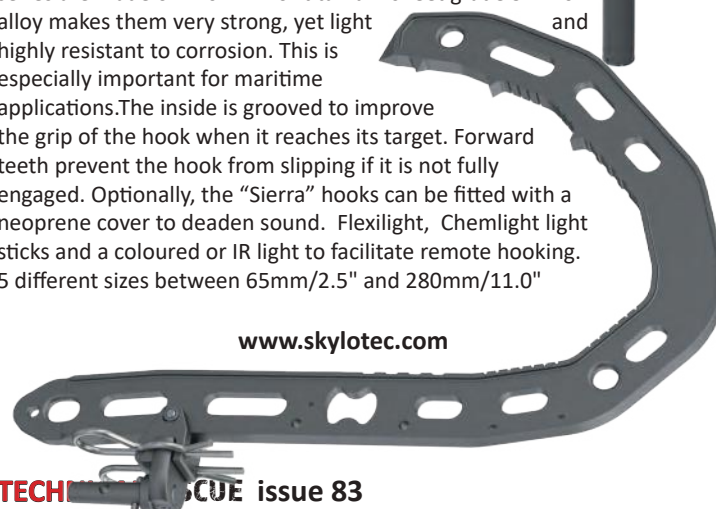 alloy makes them very strong, yet light and
highly resistant to corrosion. This is
especially important for maritime
applications.The inside is grooved to improve
the grip of the hook when it reaches its target. Forward
teeth prevent the hook from slipping if it is not fully
engaged. Optionally, the “Sierra” hooks can be fitted with a
neoprene cover to deaden sound. Flexilight, Chemlight light
sticks and a coloured or IR light to facilitate remote hooking.
5 different sizes between 65mm/2.5" and 280mm/11.0"
www.skylotec.com
issue 83